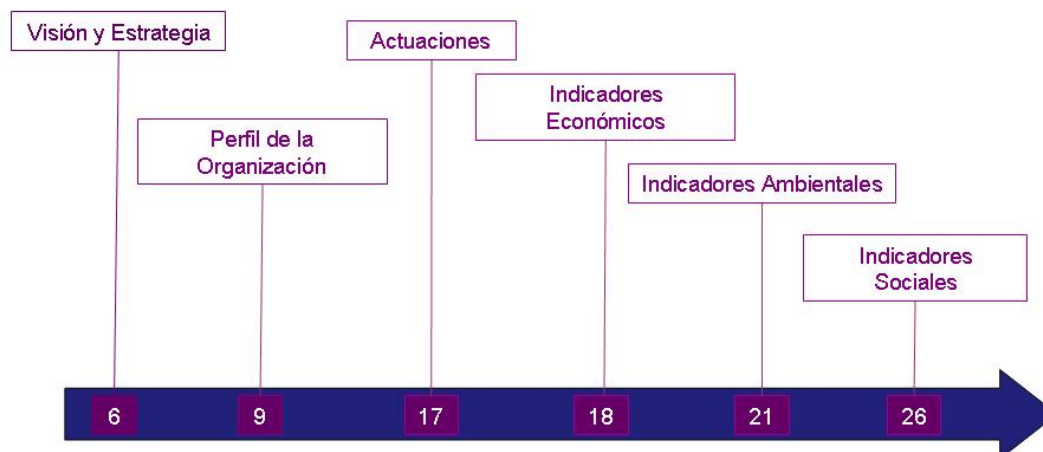 Visión y Estrategia
Actuaciones
Indicadores
Económicos
Perfil de la
Organización
Indicadores Ambientales
Indicadores
Sociales
6
9
17
18
21
26